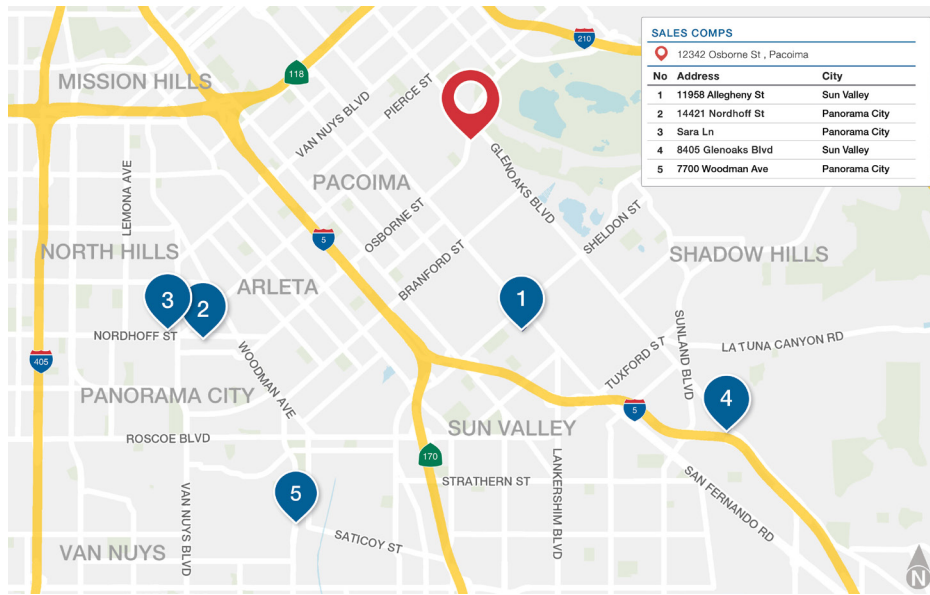 210
SALES COMPS
12342 Osborne St , Pacoima
No Address City
1 11958 Allegheny St Sun Valley
2 14421 Nordhoff St Panorama City
3 Sara Ln Panorama City
4 8405 Glenoaks Blvd Sun Valley
5 7700 Woodman Ave Panorama City
MISSION HILLS
118
PIERCE ST
VAN NUYS BLVD
GLENOAKS BLVD
LEMONA AVE
PACOIMA
OSBORNE ST
SHELDON ST
5
BRANFORD ST
NORTH HILLS
SHADOW HILLS
ARLETA
3
2
1
NORDHOFF ST
SUNLAND BLVD
LA TUNA CANYON RD
TUXFORD ST
405
WOODMAN AVE
PANORAMA CITY
4
5
SUN VALLEY
ROSCOE BLVD
170
STRATHERN ST
LANKERSHIM BLVD
SAN FERNANDO RD
VAN NUYS BLVD
5
SATICOY ST
VAN NUYS
N